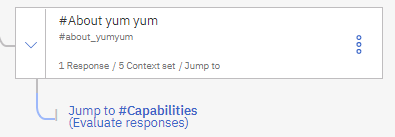 #About yum yum
#about_yumyum
1 Response / 5 Context set / Jump to
Jump to #Capabilities
(Evaluate responses)